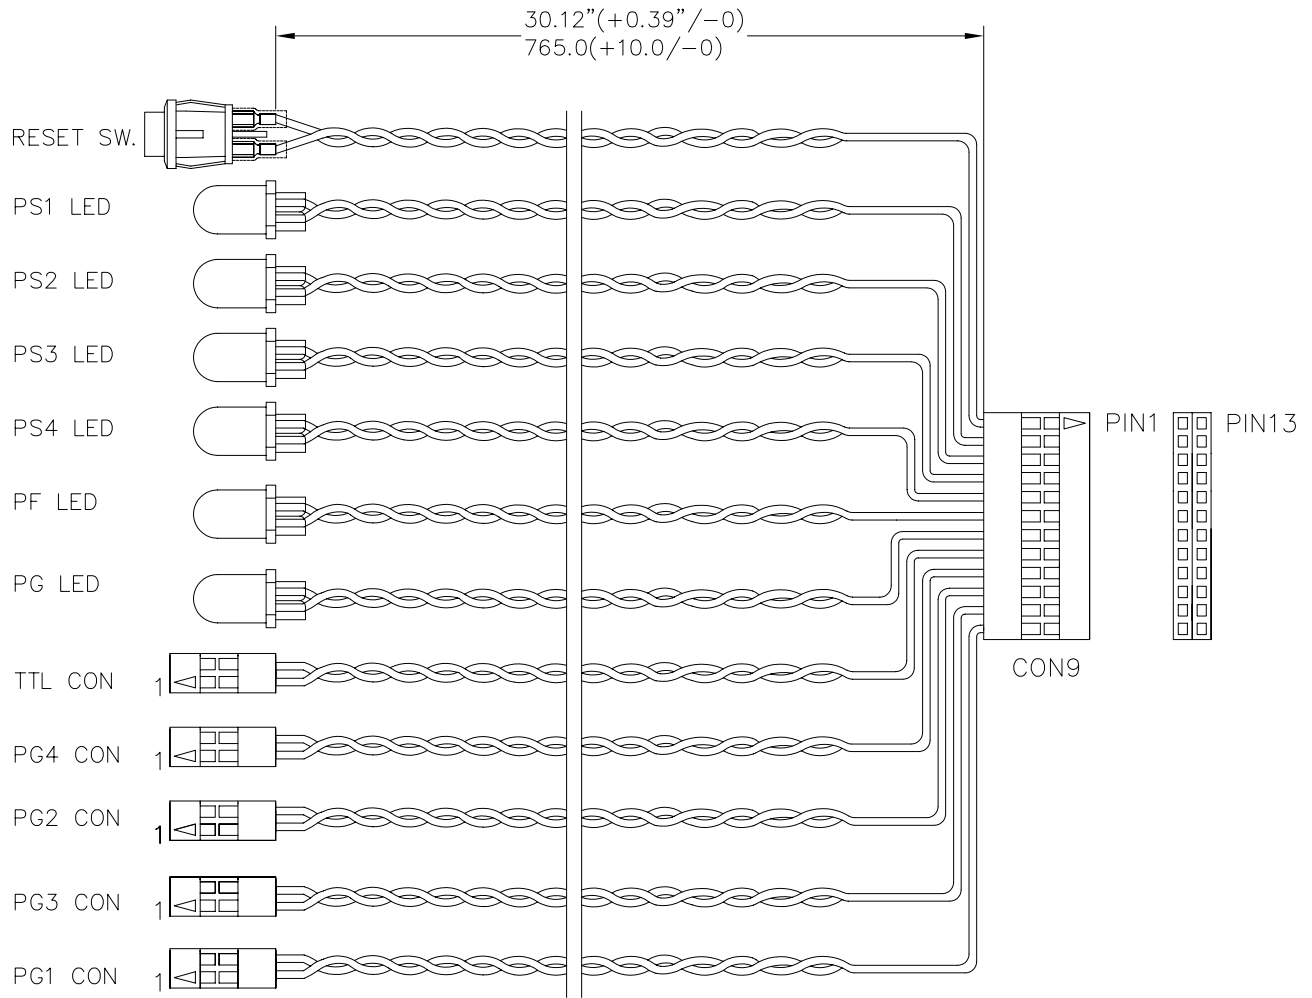 30.12”(+0.39”/−0)
765.0(+10.0/−0)
RESET SW.
PS1 LED
PS2 LED
PS3 LED
PS4 LED
PIN1
PIN13
PF LED
PG LED
CON9
TTL CON 1
PG4 CON 1
PG2 CON 1
PG3 CON 1
PG1 CON 1